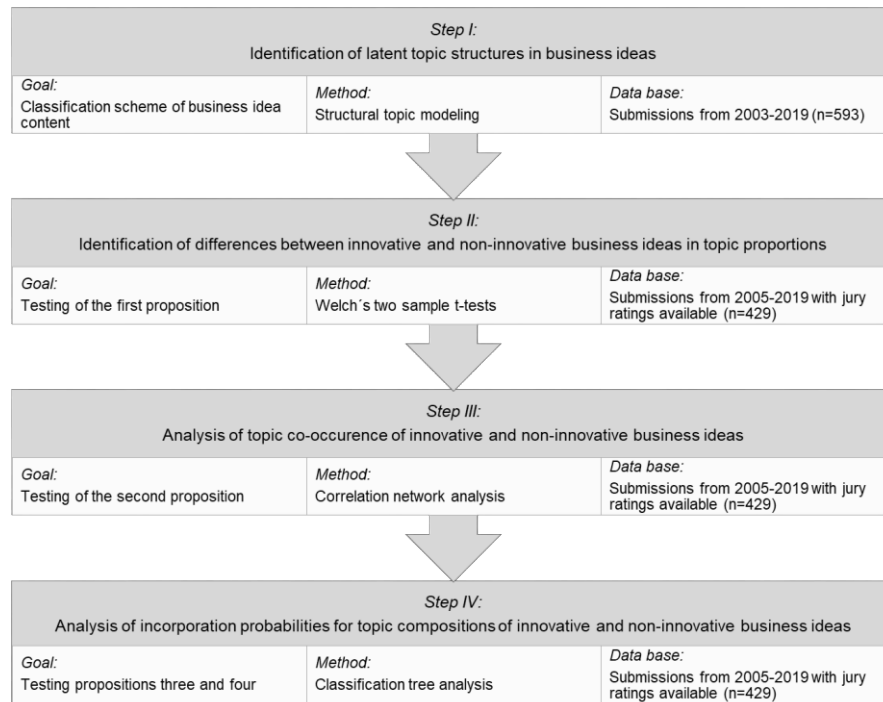 Step I:
Identification of latent topic structures in business ideas
Goal:
Classification scheme of business idea
content
Method:
Structural topic modeling
Data base:
Submissions from 2003-2019 (n=593)
Step II:
Identification of differences between innovative and non-innovative business ideas in topic proportions
Goal:
Testing of the first proposition
Method:
Welch´s two sample t-tests
Data base:
Submissions from 2005-2019 with jury
ratings available (n=429)
Step III:
Analysis of topic co-occurence of innovative and non-innovative business ideas
Goal:
Testing of the second proposition
Method:
Correlation network analysis
Data base:
Submissions from 2005-2019 with jury
ratings available (n=429)
Step IV:
Analysis of incorporation probabilities for topic compositions of innovative and non-innovative business ideas
Goal:
Testing propositions three and four
Method:
Classification tree analysis
Data base:
Submissions from 2005-2019 with jury
ratings available (n=429)